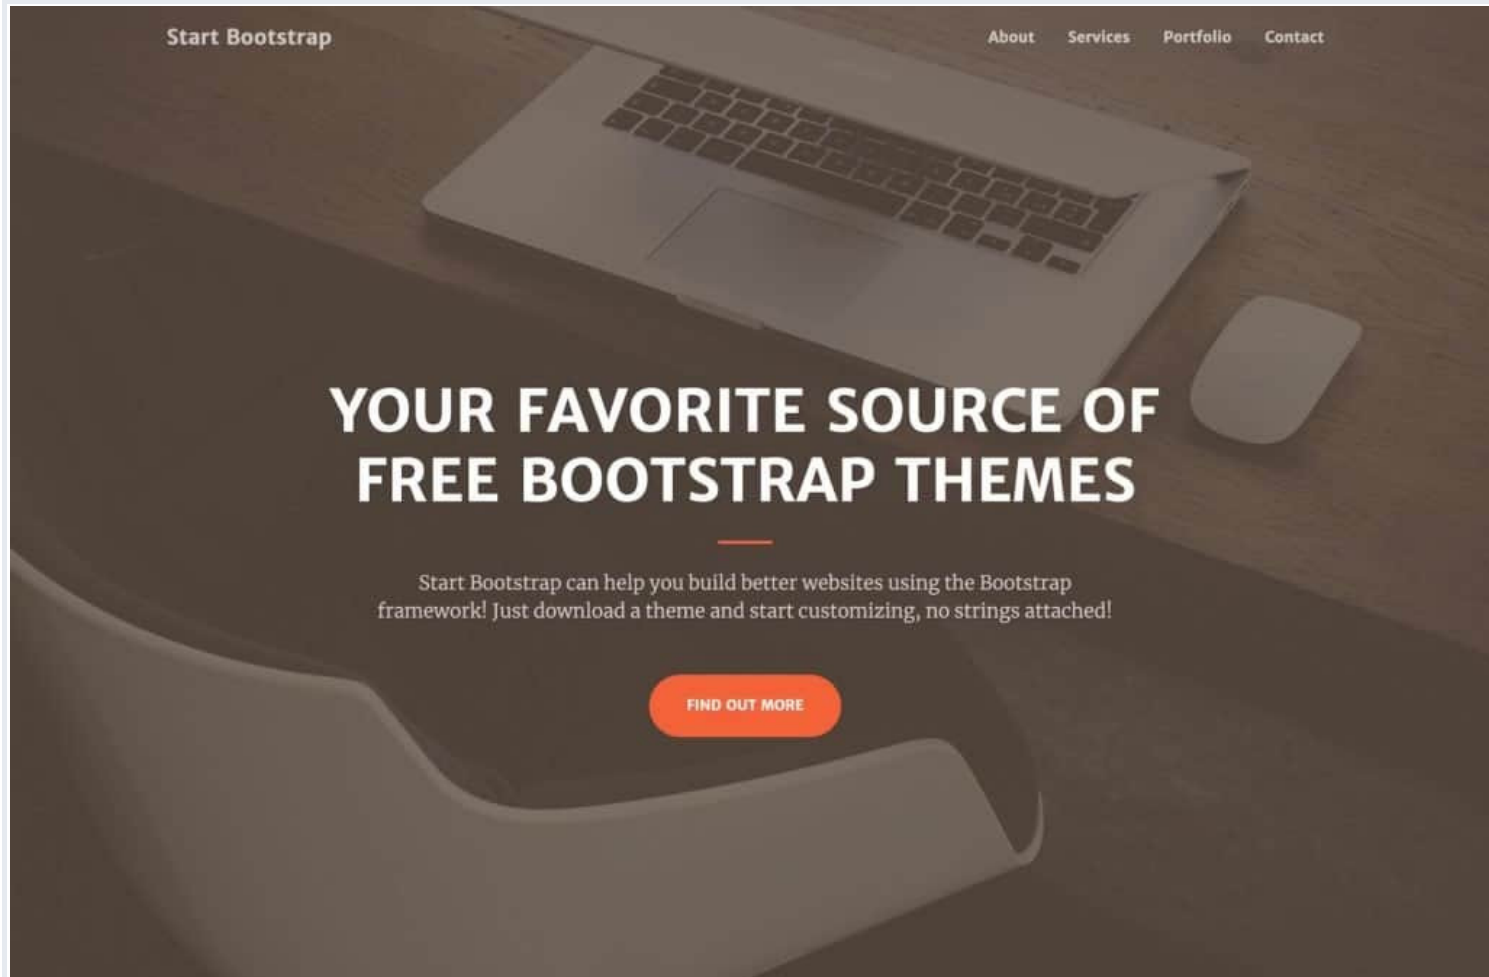 Start Bootstrap
About Services Portfolio Contact
YOUR FAVORITE SOURCE OF
FREE BOOTSTRAP THEMES
Start Bootstrap can help you build better websites using the Bootstrap
framework! Just download a theme and start customizing, no strings attached!
FIND OUT MORE